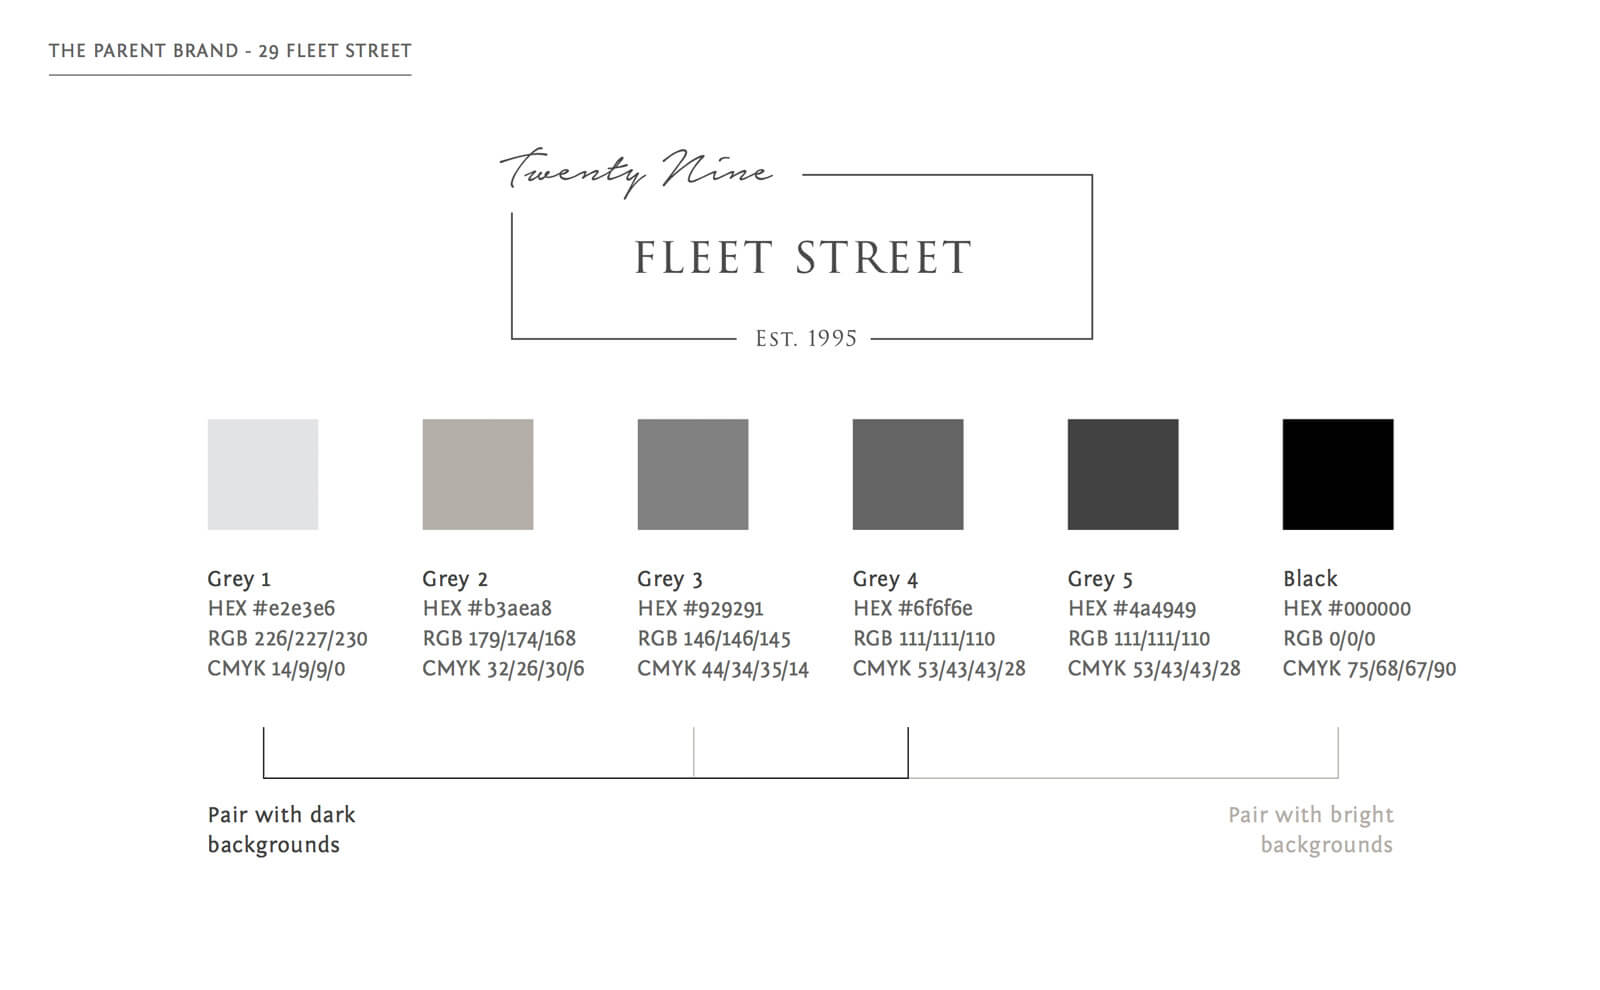 THE PARENT BRAND - 29 FLEET STREET
Twenty Nine
FLEET STREET
EST. 1995
Grey 1
HEX #e2e3e6
RGB 226/227/230
CMYK 14/9/9/0
Grey 2
HEX #b3aea8
RGB 179/174/168
CMYK 32/26/30/6
Grey 3
HEX #929291
RGB 146/146/145
CMYK 44/34/35/14
Grey 4
HEX #6f6f6e
RGB 111/111/110
CMYK 53/43/43/28
Grey 5
HEX #4a4949
RGB 111/111/110
CMYK 53/43/43/28
Black
HEX #000000
RGB 0/0/0
CMYK 75/68/67/90
Pair with dark
backgrounds
Pair with bright
backgrounds